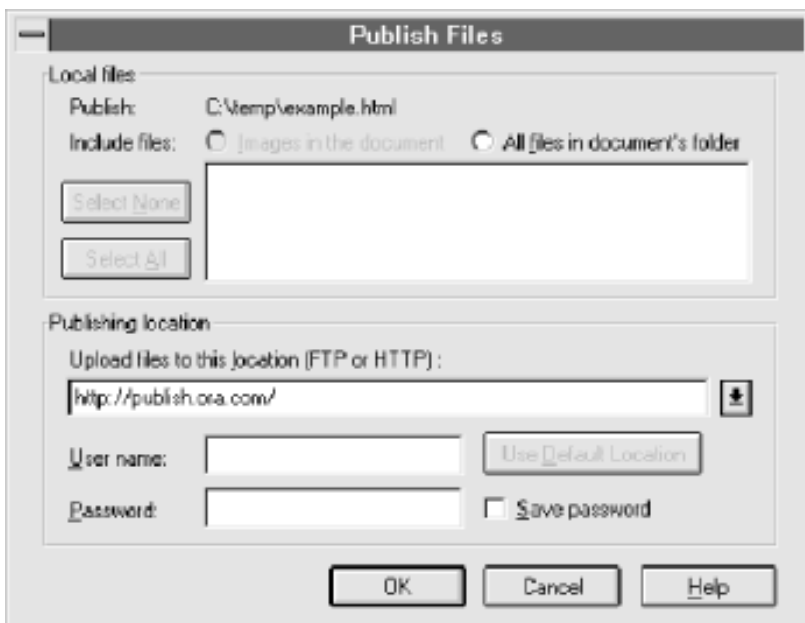 Publish Files
Local files
Publish: C:\temp\example.html
Include files: Images in the document All files in document's folder
Select None
Select All
Publishing location
Upload files to this location (FTP or HTTP) :
http://publish.ora.com/
User name: Use Default Location
Password: Save password
OK Cancel Help